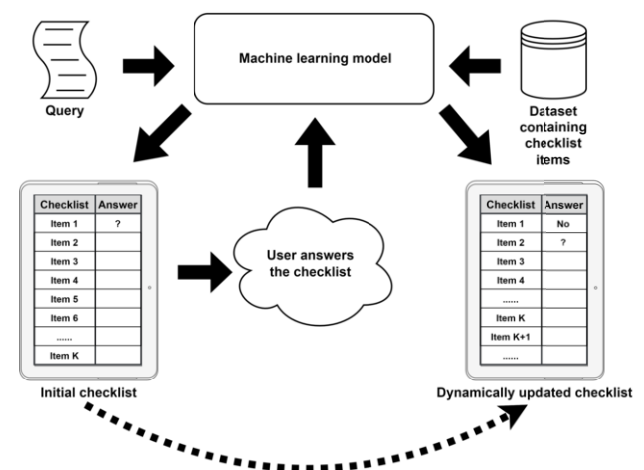 Machine learning model
Query
Dataset
containing
checklist
items
Checklist Answer
Item 1 ?
Item 2
Item 3
Item 4
Item 5
Item 6
......
Item K
Initial checklist
User answers
the checklist
Checklist Answer
Item 1 No
Item 2 ?
Item 3
Item 4
......
Item K
Item K+1
......
Dynamically updated checklist